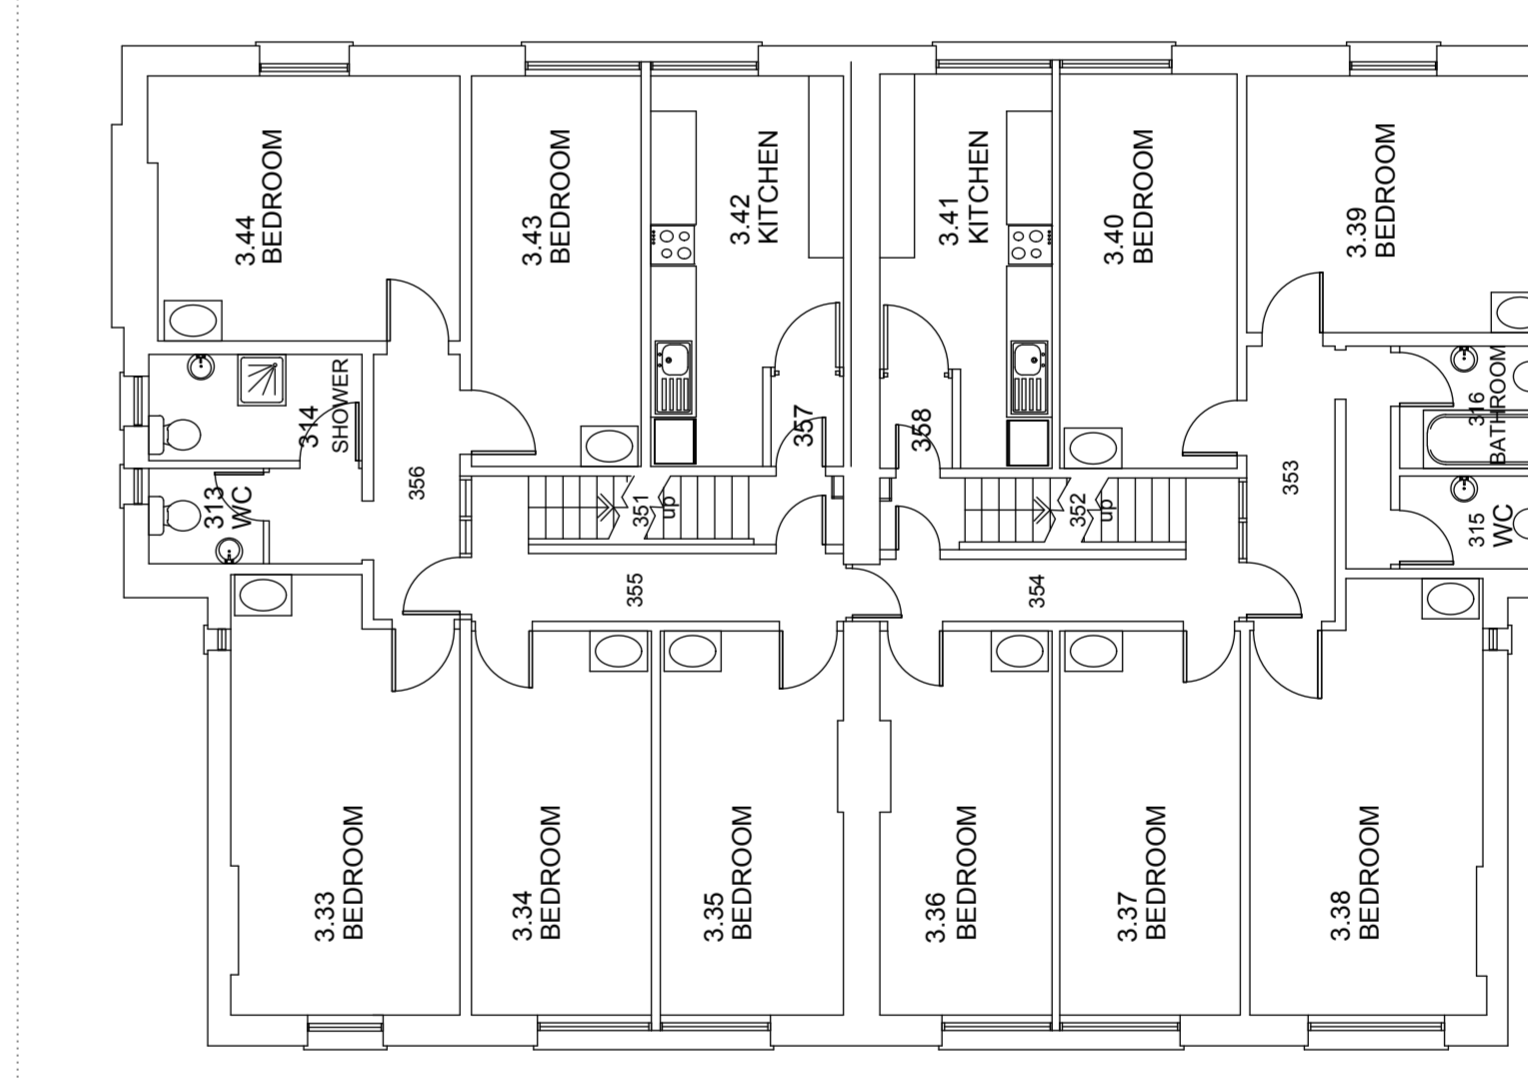 3.44
BEDROOM
3.43
BEDROOM
3.42
KITCHEN
3.41
KITCHEN
3.40
BEDROOM
3.39
BEDROOM
314
SHOWER
313
WC
356
351
up
357
358
352
up
353
316
BATHROOM
315
WC
355
354
3.33
BEDROOM
3.34
BEDROOM
3.35
BEDROOM
3.36
BEDROOM
3.37
BEDROOM
3.38
BEDROOM